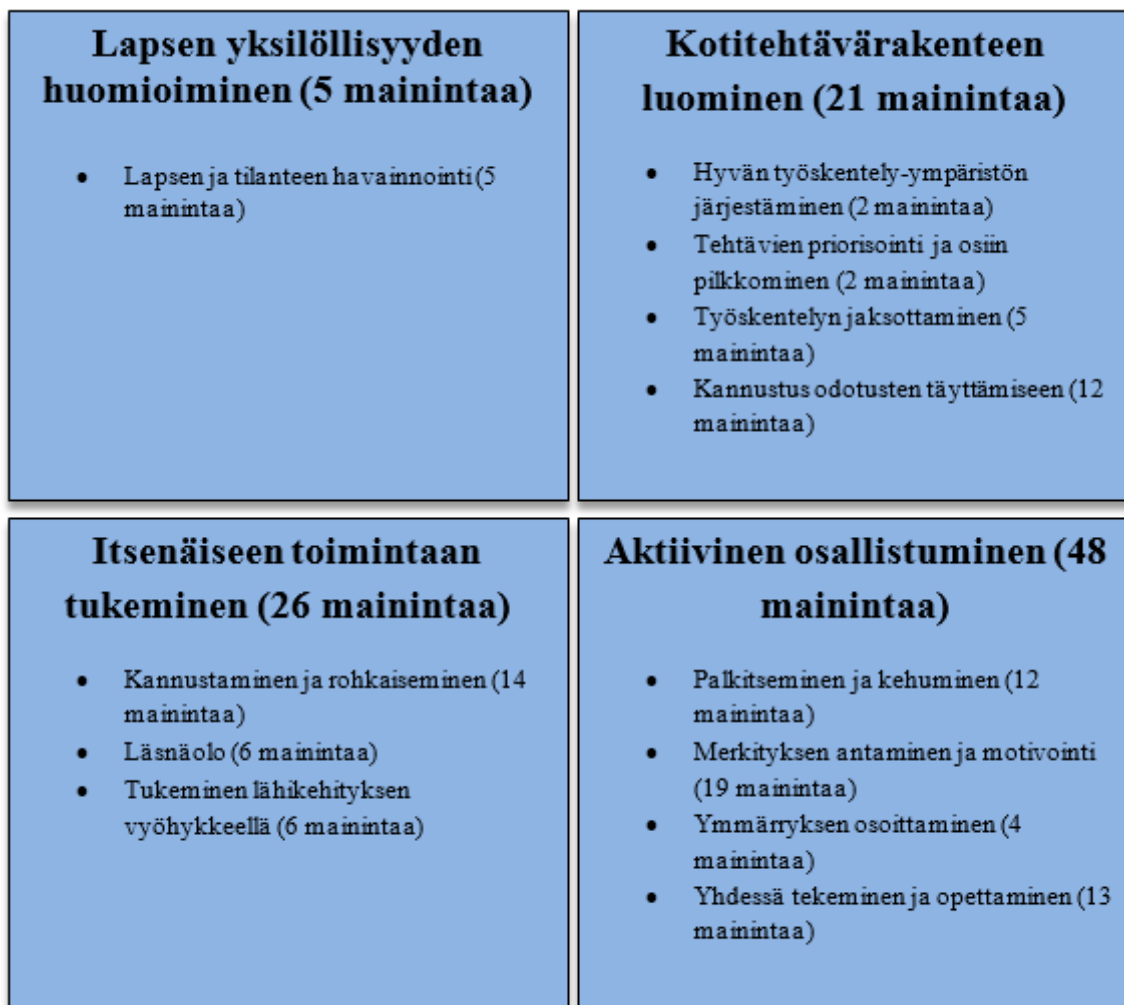 Lapsen yksilöllisyyden
huomioiminen (5 mainintaa)
• Lapsen ja tilanteen havainnointi (5
mainintaa)
Kotitehtävärakenteen
luominen (21 mainintaa)
• Hyvän työskentely-ympäristön
järjestäminen (2 mainintaa)
• Tehtävien priorisointi ja osiin
pilkkominen (2 mainintaa)
• Työskentelyn jaksottaminen (5
mainintaa)
• Kannustus odotusten täyttämiseen (12
mainintaa)
Itsenäiseen toimintaan
tukeminen (26 mainintaa)
• Kannustaminen ja rohkaiseminen (14
mainintaa)
• Läsnäolo (6 mainintaa)
• Tukeminen lähikehityksen
vyöhykkeellä (6 mainintaa)
Aktiivinen osallistuminen (48
mainintaa)
• Palkitseminen ja kehuminen (12
mainintaa)
• Merkityksen antaminen ja motivointi
(19 mainintaa)
• Ymmärryksen osoittaminen (4
mainintaa)
• Yhdessä tekeminen ja opettaminen (13
mainintaa)